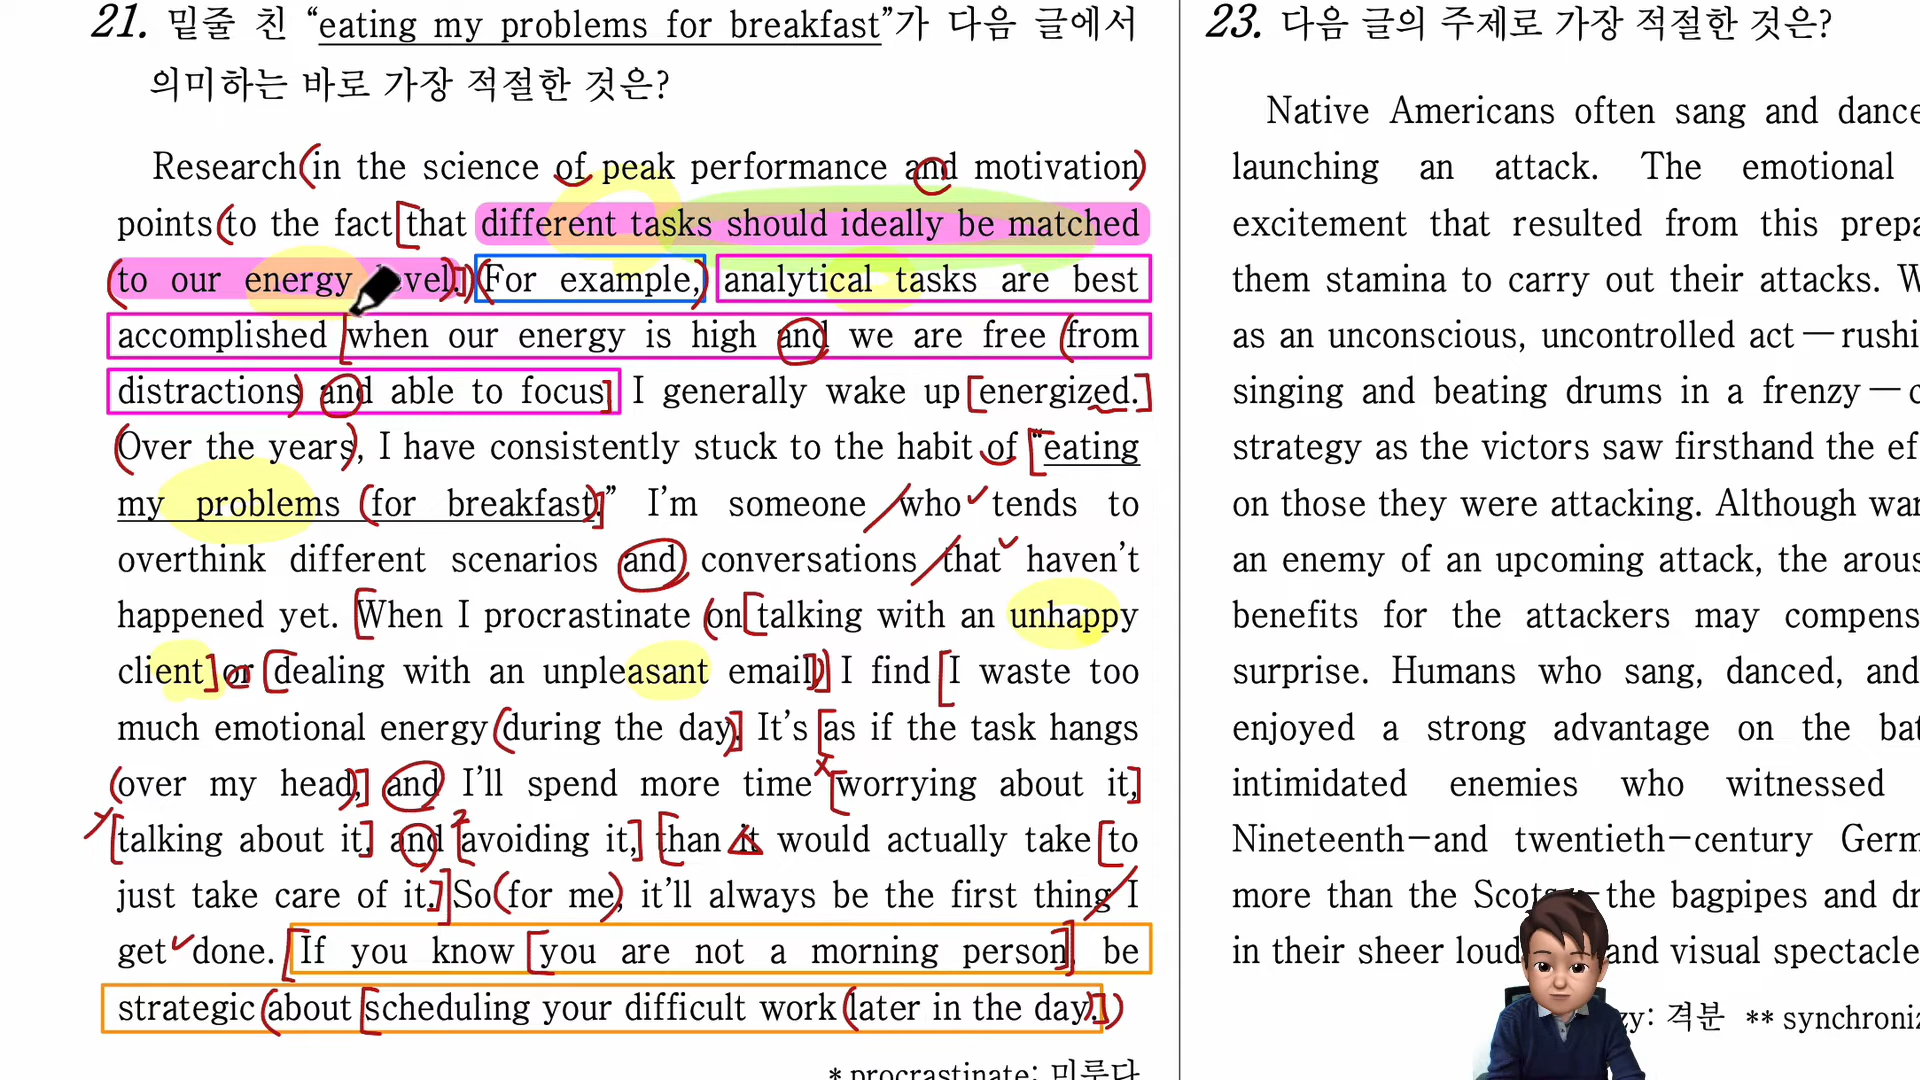 21. 밑줄 친 “eating my problems for breakfast”가 다음 글에서
의미하는 바로 가장 적절한 것은?
Research in the science of peak performance and motivation
points to the fact that different tasks should ideally be matched
to our energy level. For example, analytical tasks are best
accomplished when our energy is high and we are free from
distractions and able to focus. I generally wake up energized.
Over the years, I have consistently stuck to the habit of “eating
my problems for breakfast.” I’m someone who tends to
overthink different scenarios and conversations that haven’t
happened yet. When I procrastinate on talking with an unhappy
client or dealing with an unpleasant email, I find I waste too
much emotional energy during the day. It’s as if the task hangs
over my head, and I’ll spend more time worrying about it,
talking about it, and avoiding it, than it would actually take to
just take care of it. So for me, it’ll always be the first thing I
get done. If you know you are not a morning person, be
strategic about scheduling your difficult work later in the day.
* procrastinate: 미루다
23. 다음 글의 주제로 가장 적절한 것은?
Native Americans often sang and dance
launching an attack. The emotional
excitement that resulted from this prepa
them stamina to carry out their attacks. W
as an unconscious, uncontrolled act — rushi
singing and beating drums in a frenzy — c
strategy as the victors saw firsthand the ef
on those they were attacking. Although war
an enemy of an upcoming attack, the arous
benefits for the attackers may compens
surprise. Humans who sang, danced, and
enjoyed a strong advantage on the bat
intimidated enemies who witnessed
Nineteenth-and twentieth-century Germ
more than the Scots — the bagpipes and dr
in their sheer loud and visual spectacle
zy: 격분 ** synchroniz